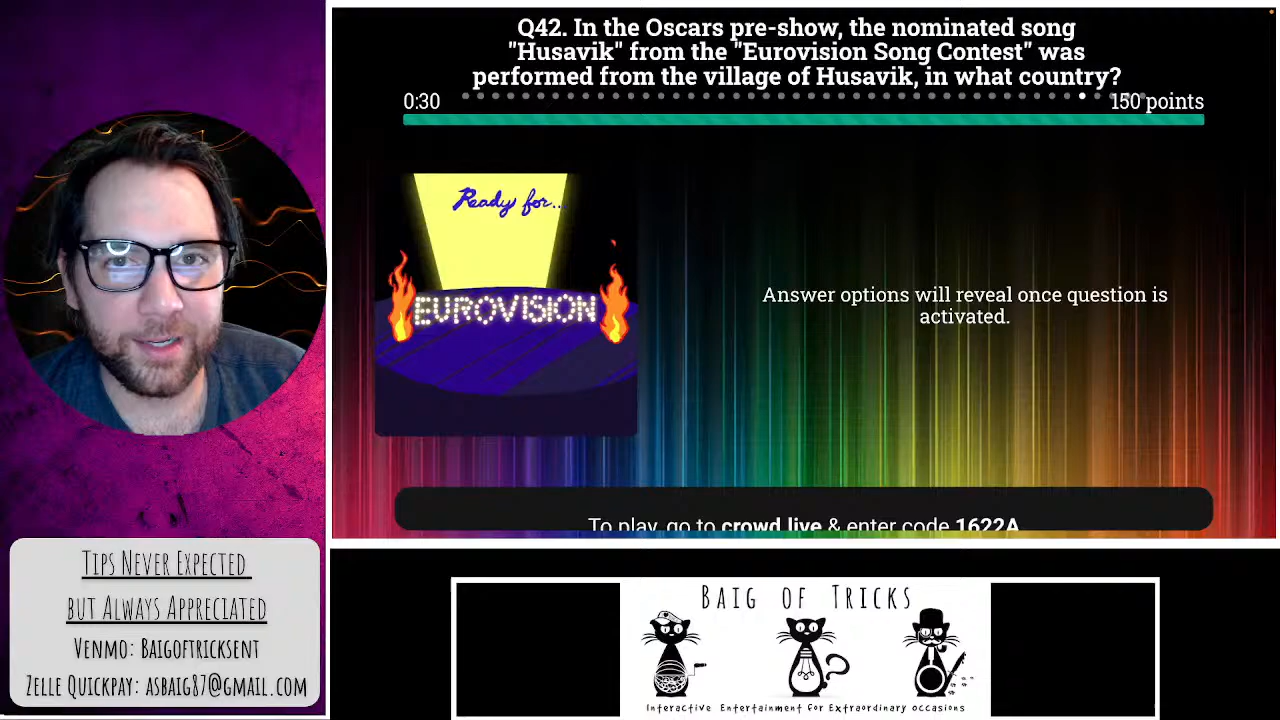 Q42. In the Oscars pre-show, the nominated song
"Husavik" from the "Eurovision Song Contest" was
performed from the village of Husavik, in what country?
0:30
150 points
Ready for...
EUROVISION
Answer options will reveal once question is
activated.
To play, go to crowd.live & enter code 1622A
Tips Never Expected
but Always Appreciated
Venmo: Baigoftricksent
Zelle Quickpay: asbaig87@gmail.com
Baig of Tricks
Interactive Entertainment for Extraordinary Occasions